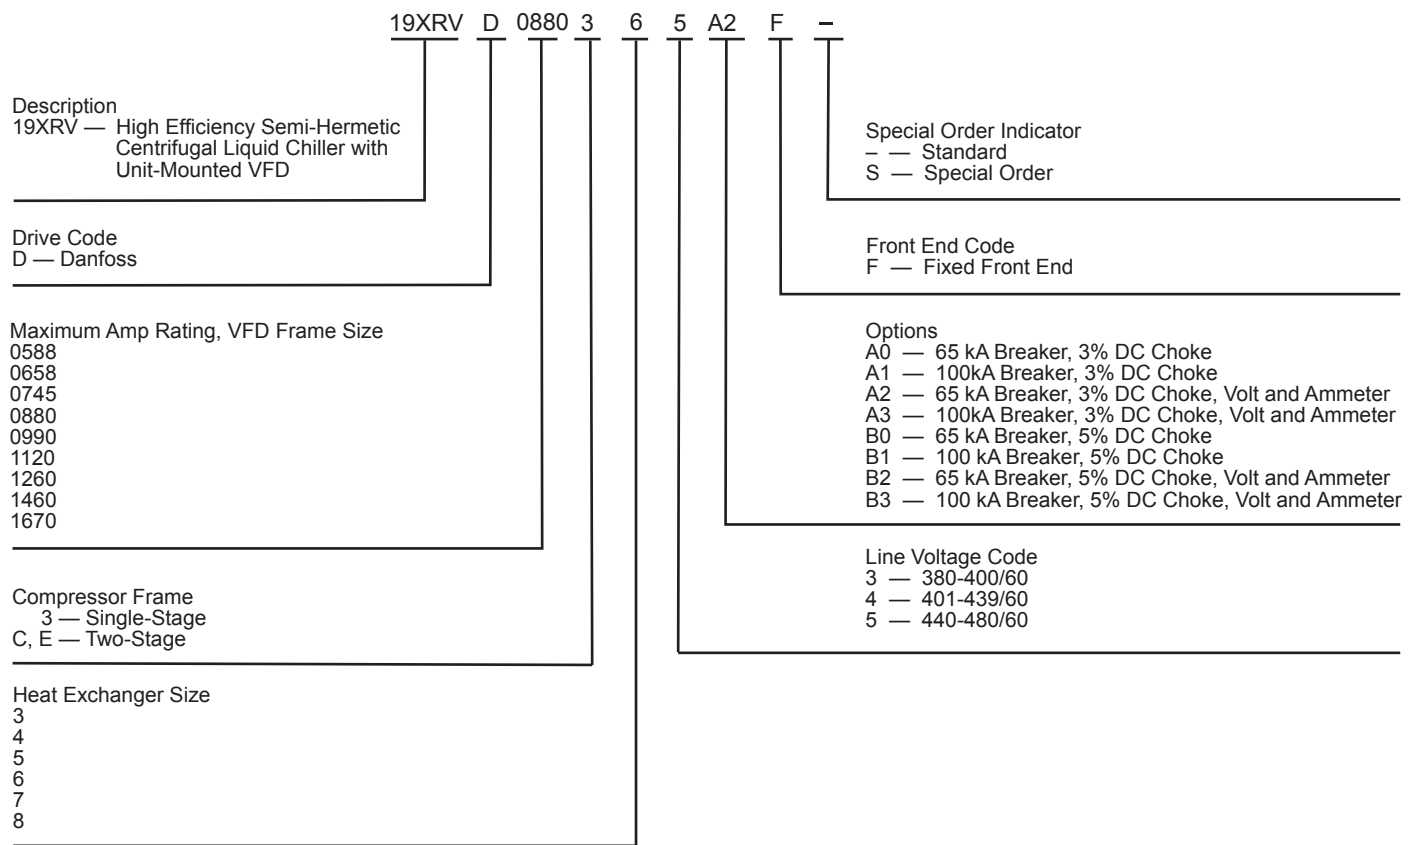 19XRV D 0880 3 6 5 A2 F –
Description
19XRV — High Efficiency Semi-Hermetic
Centrifugal Liquid Chiller with
Unit-Mounted VFD
Drive Code
D — Danfoss
Maximum Amp Rating, VFD Frame Size
0588
0658
0745
0880
0990
1120
1260
1460
1670
Compressor Frame
3 — Single-Stage
C, E — Two-Stage
Heat Exchanger Size
3
4
5
6
7
8
Special Order Indicator
– — Standard
S — Special Order
Front End Code
F — Fixed Front End
Options
A0 — 65 kA Breaker, 3% DC Choke
A1 — 100kA Breaker, 3% DC Choke
A2 — 65 kA Breaker, 3% DC Choke, Volt and Ammeter
A3 — 100kA Breaker, 3% DC Choke, Volt and Ammeter
B0 — 65 kA Breaker, 5% DC Choke
B1 — 100 kA Breaker, 5% DC Choke
B2 — 65 kA Breaker, 5% DC Choke, Volt and Ammeter
B3 — 100 kA Breaker, 5% DC Choke, Volt and Ammeter
Line Voltage Code
3 — 380-400/60
4 — 401-439/60
5 — 440-480/60